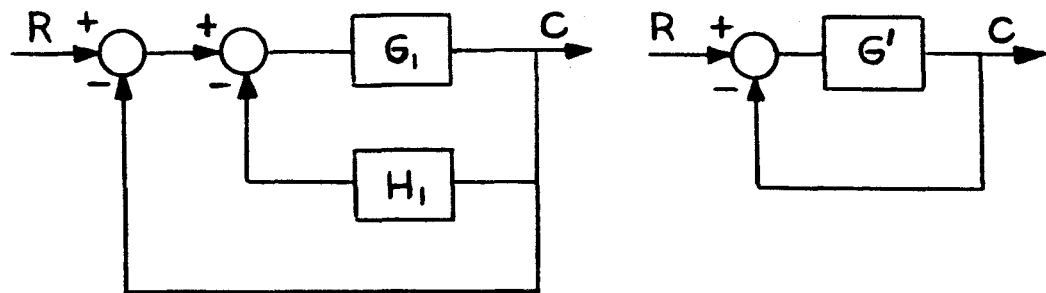 R + - + - G₁ C
H₁
R + - G' C